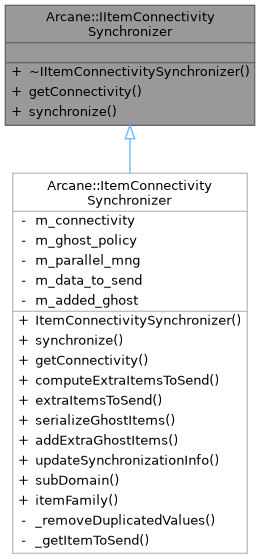 Arcane::IItemConnectivity
Synchronizer
+ ~IItemConnectivitySynchronizer()
+ getConnectivity()
+ synchronize()
Arcane::ItemConnectivity
Synchronizer
- m_connectivity
- m_ghost_policy
- m_parallel_mng
- m_data_to_send
- m_added_ghost
+ ItemConnectivitySynchronizer()
+ synchronize()
+ getConnectivity()
+ computeExtraItemsToSend()
+ extraItemsToSend()
+ serializeGhostItems()
+ addExtraGhostItems()
+ updateSynchronizationInfo()
+ subDomain()
+ itemFamily()
- _removeDuplicatedValues()
- _getItemToSend()